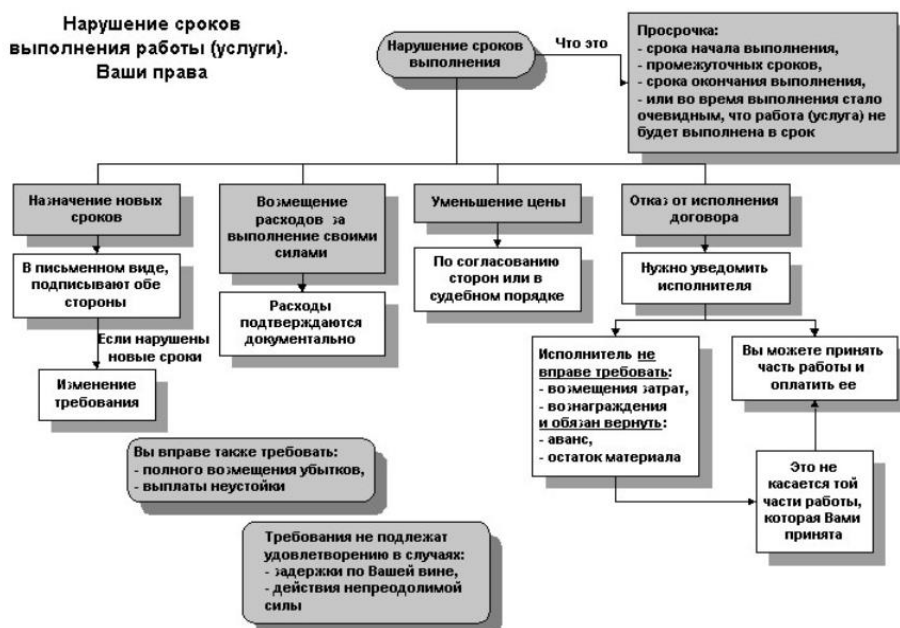 Нарушение сроков
выполнения работы (услуги).
Ваши права
Нарушение сроков
выполнения
Что это
Просрочка:
- срока начала выполнения,
- промежуточных сроков,
- срока окончания выполнения,
- или во время выполнения стало
очевидным, что работа (услуга) не
будет выполнена в срок
Назначение новых
сроков
Возмещение
расходов за
выполнение своими
силами
Уменьшение цены
Отказ от исполнения
договора
В письменном виде,
подписывают обе
стороны
Расходы
подтверждаются
документально
По согласованию
сторон или в
судебном порядке
Нужно уведомить
исполнителя
Если нарушены
новые сроки
Изменение
требования
Исполнитель не
вправе требовать:
- возмещения затрат,
- вознаграждения
и обязан вернуть:
- аванс,
- остаток материала
Вы можете принять
часть работы и
оплатить ее
Это не
касается той
части работы,
которая Вами
принята
Вы вправе также требовать:
- полного возмещения убытков,
- выплаты неустойки
Требования не подлежат
удовлетворению в случаях:
- задержки по Вашей вине,
- действия непреодолимой
силы